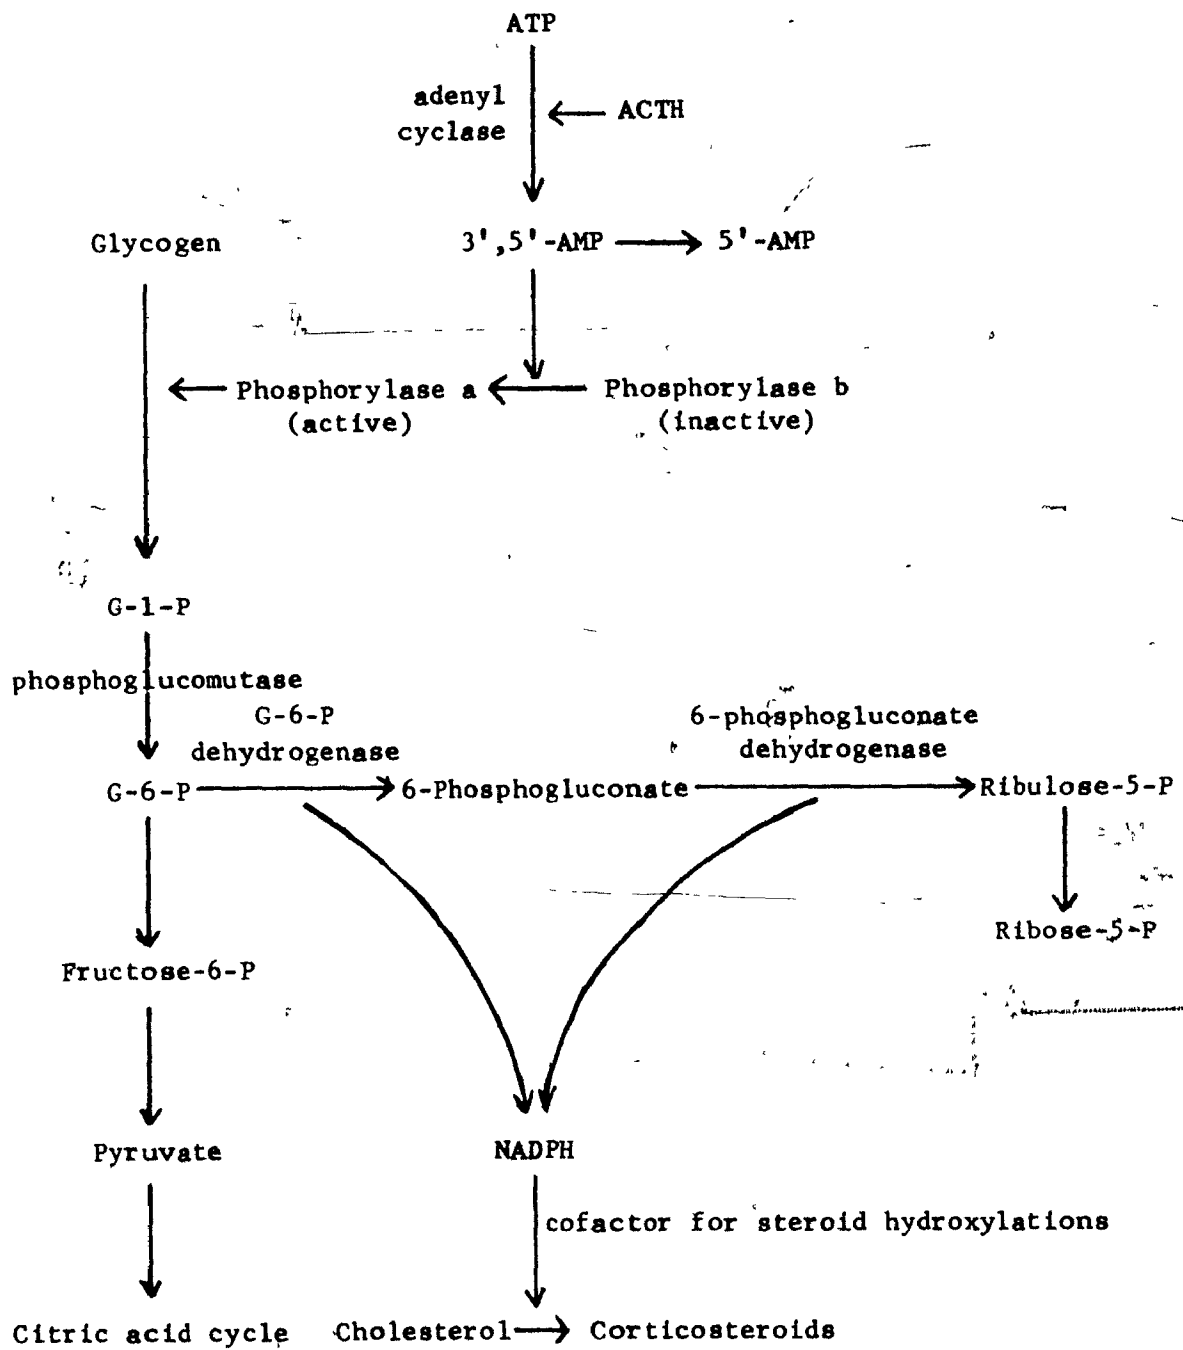 ATP
adenyl
cyclase
ACTH
Glycogen
3',5'-AMP
5'-AMP
Phosphorylase a
(active)
Phosphorylase b
(inactive)
G-1-P
phosphoglucomutase
G-6-P
dehydrogenase
6-phosphogluconate
dehydrogenase
G-6-P
6-Phosphogluconate
Ribulose-5-P
Ribose-5-P
Fructose-6-P
Pyruvate
NADPH
cofactor for steroid hydroxylations
Citric acid cycle
Cholesterol
Corticosteroids